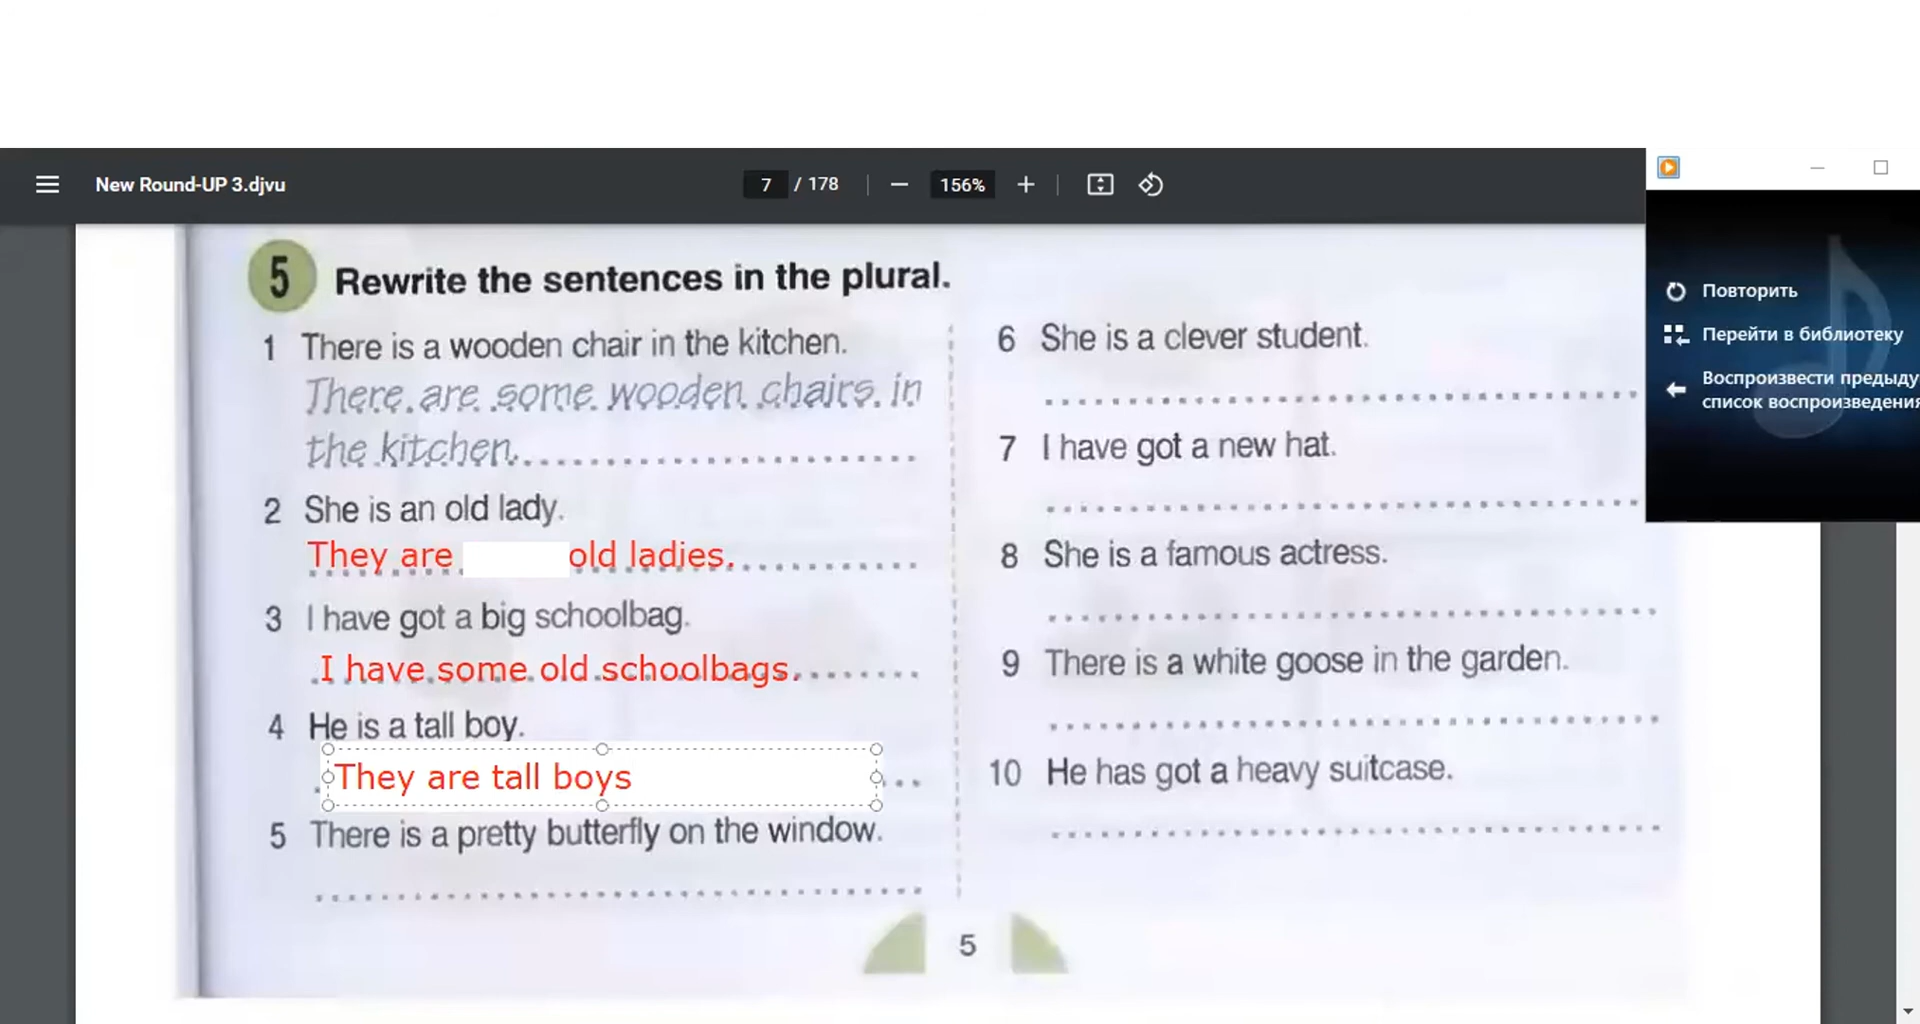 New Round-UP 3.djvu
7 / 178
156%
5 Rewrite the sentences in the plural.
1 There is a wooden chair in the kitchen.
There are some wooden chairs in
the kitchen.
2 She is an old lady.
They are old ladies.
3 I have got a big schoolbag.
I have some old schoolbags.
4 He is a tall boy.
They are tall boys
5 There is a pretty butterfly on the window.
6 She is a clever student.
7 I have got a new hat.
8 She is a famous actress.
9 There is a white goose in the garden.
10 He has got a heavy suitcase.
5
Повторить
Перейти в библиотеку
Воспроизвести предыду
список воспроизведения